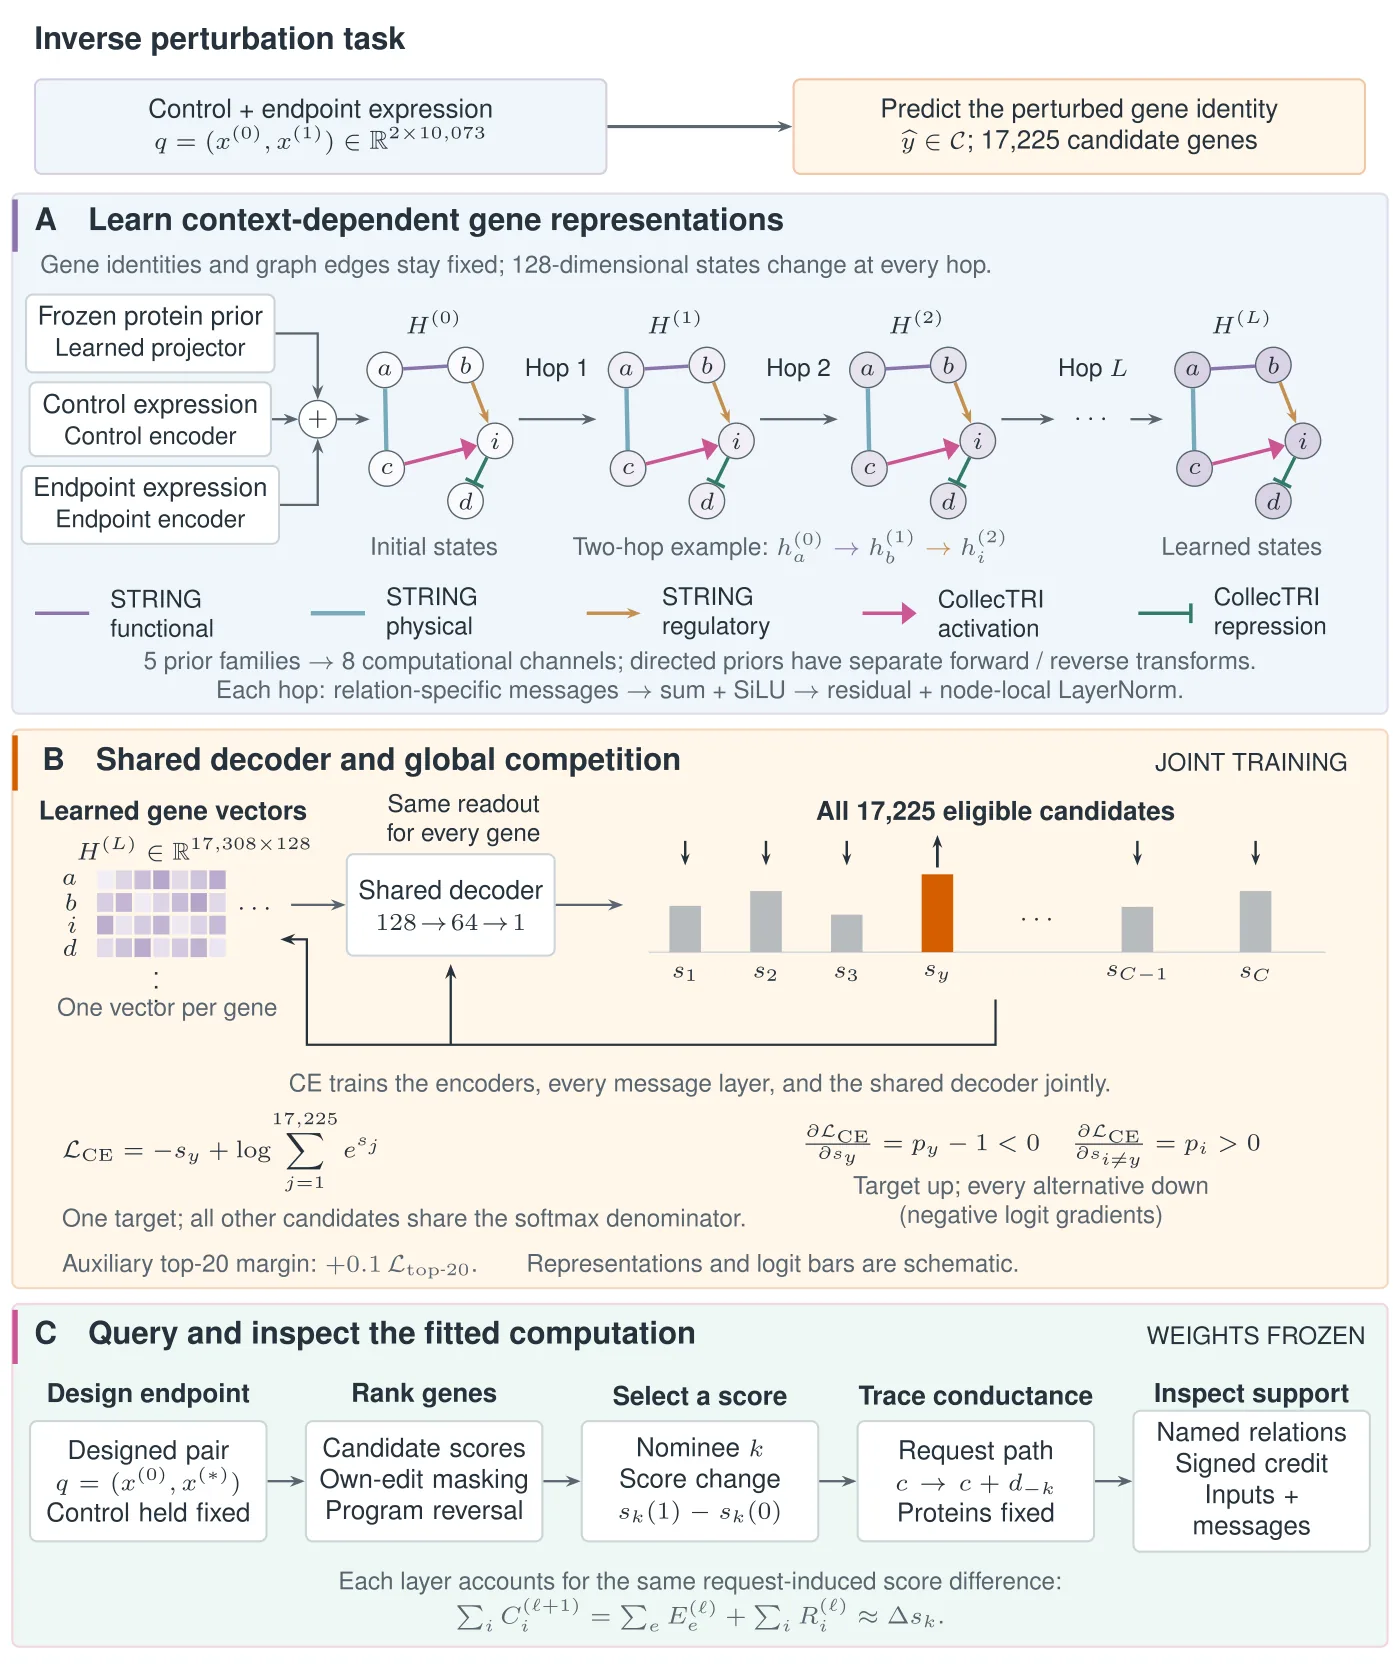 Inverse perturbation task
Control + endpoint expression
q = (x^(0), x^(1)) ∈ ℝ^{2×10,073}
Predict the perturbed gene identity
ŷ ∈ 𝒞; 17,225 candidate genes
A Learn context-dependent gene representations
Gene identities and graph edges stay fixed; 128-dimensional states change at every hop.
Frozen protein prior
Learned projector
Control expression
Control encoder
Endpoint expression
Endpoint encoder
+
H^(0)
a b
i
c
d
Initial states
Hop 1
H^(1)
a b
i
c
d
Hop 2
H^(2)
a b
i
c
d
Two-hop example: h_a^(0) → h_b^(1) → h_i^(2)
Hop L
· · ·
H^(L)
a b
i
c
d
Learned states
STRING
functional
STRING
physical
STRING
regulatory
CollecTRI
activation
CollecTRI
repression
5 prior families → 8 computational channels; directed priors have separate forward / reverse transforms.
Each hop: relation-specific messages → sum + SiLU → residual + node-local LayerNorm.
B Shared decoder and global competition
JOINT TRAINING
Learned gene vectors
H^(L) ∈ ℝ^{17,308×128}
a
b · · ·
i
d
⋮
One vector per gene
Same readout
for every gene
Shared decoder
128→64→1
All 17,225 eligible candidates
· · ·
s_1 s_2 s_3 s_y s_{C−1} s_C
CE trains the encoders, every message layer, and the shared decoder jointly.
ℒ_CE = −s_y + log ∑_{j=1}^{17,225} e^{s_j}
∂ℒ_CE/∂s_y = p_y − 1 < 0 ∂ℒ_CE/∂s_{i≠y} = p_i > 0
Target up; every alternative down
(negative logit gradients)
One target; all other candidates share the softmax denominator.
Auxiliary top-20 margin: +0.1 ℒ_top-20. Representations and logit bars are schematic.
C Query and inspect the fitted computation
WEIGHTS FROZEN
Design endpoint
Designed pair
q = (x^(0), x^(*))
Control held fixed
Rank genes
Candidate scores
Own-edit masking
Program reversal
Select a score
Nominee k
Score change
s_k(1) − s_k(0)
Trace conductance
Request path
c → c + d_{−k}
Proteins fixed
Inspect support
Named relations
Signed credit
Inputs +
messages
Each layer accounts for the same request-induced score difference:
∑_i C_i^(ℓ+1) = ∑_e E_e^(ℓ) + ∑_i R_i^(ℓ) ≈ Δs_k.